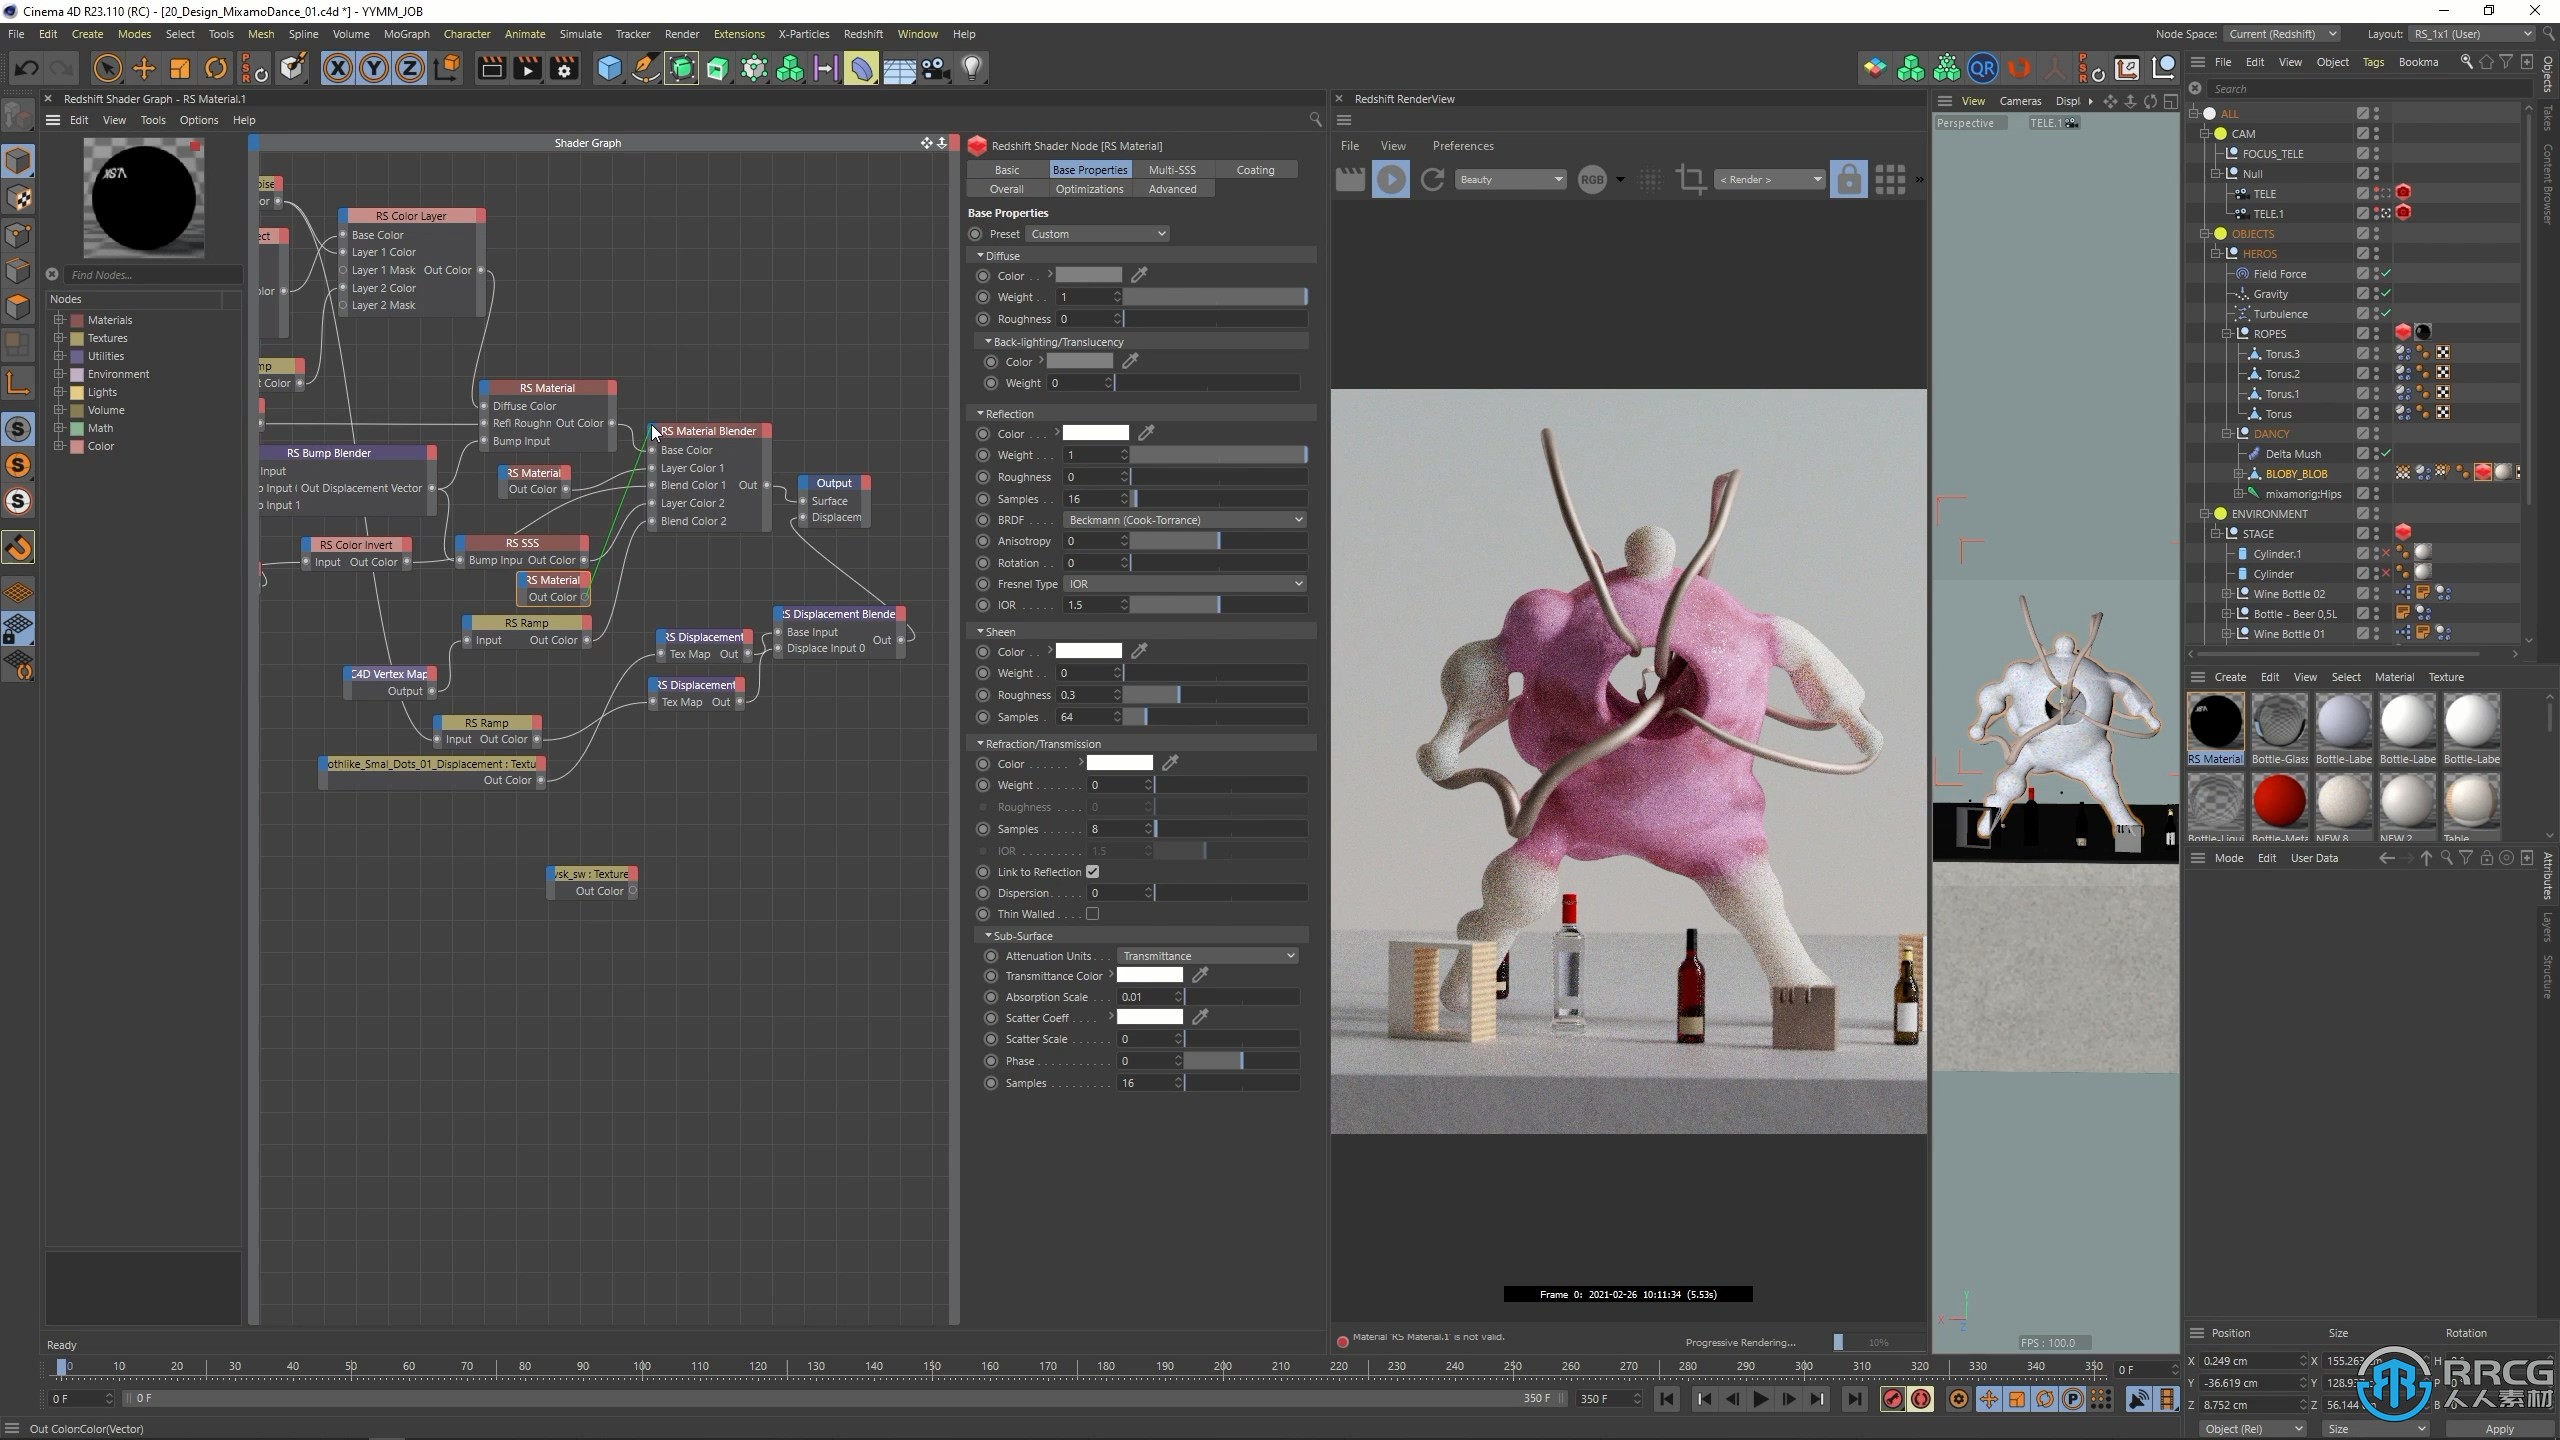 Cinema 4D R23.110 (RC) - [20_Design_MixamoDance_01.c4d *] - YYMM_JOB
File Edit Create Modes Select Tools Mesh Spline Volume MoGraph Character Animate Simulate Tracker Render Extensions X-Particles Redshift Window Help
Node Space: Current (Redshift) Layout: RS_1x1 (User)
Redshift Shader Graph - RS Material.1
Edit View Tools Options Help
Find Nodes...
Nodes
Materials
Textures
Utilities
Environment
Lights
Volume
Math
Color
Shader Graph
RS Color Layer
Base Color
Layer 1 Color
Layer 1 Mask Out Color
Layer 2 Color
Layer 2 Mask
RS Material
Diffuse Color
Refl Roughn Out Color
Bump Input
RS Bump Blender
Input
Out Displacement Vector
Input 1
RS Material
Out Color
RS Material Blender
Base Color
Layer Color 1
Blend Color 1 Out
Layer Color 2
Blend Color 2
Output
Surface
Displacem
RS Color Invert
Input Out Color
RS SSS
Bump Inpu Out Color
RS Material
Out Color
RS Ramp
Input Out Color
C4D Vertex Map
Output
RS Displacement
Tex Map Out
RS Displacement
Tex Map Out
RS Displacement Blende
Base Input
Out
Displace Input 0
RS Ramp
Input Out Color
othlike_Smal_Dots_01_Displacement : Textu
Out Color
vsk_sw : Texture
Out Color
Redshift Shader Node [RS Material]
Basic Base Properties Multi-SSS Coating
Overall Optimizations Advanced
Base Properties
Preset Custom
Diffuse
Color
Weight 1
Roughness 0
Back-lighting/Translucency
Color
Weight 0
Reflection
Color
Weight 1
Roughness 0
Samples 16
BRDF Beckmann (Cook-Torrance)
Anisotropy 0
Rotation 0
Fresnel Type IOR
IOR 1.5
Sheen
Color
Weight 0
Roughness 0.3
Samples 64
Refraction/Transmission
Color
Weight 0
Roughness 0
Samples 8
IOR 1.5
Link to Reflection
Dispersion 0
Thin Walled
Sub-Surface
Attenuation Units Transmittance
Transmittance Color
Absorption Scale 0.01
Scatter Coeff
Scatter Scale 0
Phase 0
Samples 16
Redshift RenderView
File View Preferences
Beauty RGB < Render >
Frame 0: 2021-02-26 10:11:34 (5.53s)
Material 'RS Material.1' is not valid.
Progressive Rendering... 10%
View Cameras Displ
Perspective TELE.1
FPS : 100.0
File Edit View Object Tags Bookma
Search
ALL
CAM
FOCUS_TELE
Null
TELE
TELE.1
OBJECTS
HEROS
Field Force
Gravity
Turbulence
ROPES
Torus.3
Torus.2
Torus.1
Torus
DANCY
Delta Mush
BLOBY_BLOB
mixamorig:Hips
ENVIRONMENT
STAGE
Cylinder.1
Cylinder
Wine Bottle 02
Bottle - Beer 0,5L
Wine Bottle 01
Objects
Takes
Content Browser
Create Edit View Select Material Texture
RS Material Bottle-Glass Bottle-Labe Bottle-Labe Bottle-Labe
Bottle-Liqui Bottle-Meta NEW 8 NEW 2 Table
Mode Edit User Data
Attributes
Layers
Structure
Position Size Rotation
X 0.249 cm X 155.263 H
Y -36.619 cm Y 128.9
Z 8.752 cm Z 56.144 B
Object (Rel) Size Apply
RRCG
人人素材
Ready
0 10 20 30 40 50 60 70 80 90 100 110 120 130 140 150 160 170 180 190 200 210 220 230 240 250 260 270 280 290 300 310 320 330 340 350 0 F
0 F 0 F 350 F 350 F
Out Color:Color(Vector)